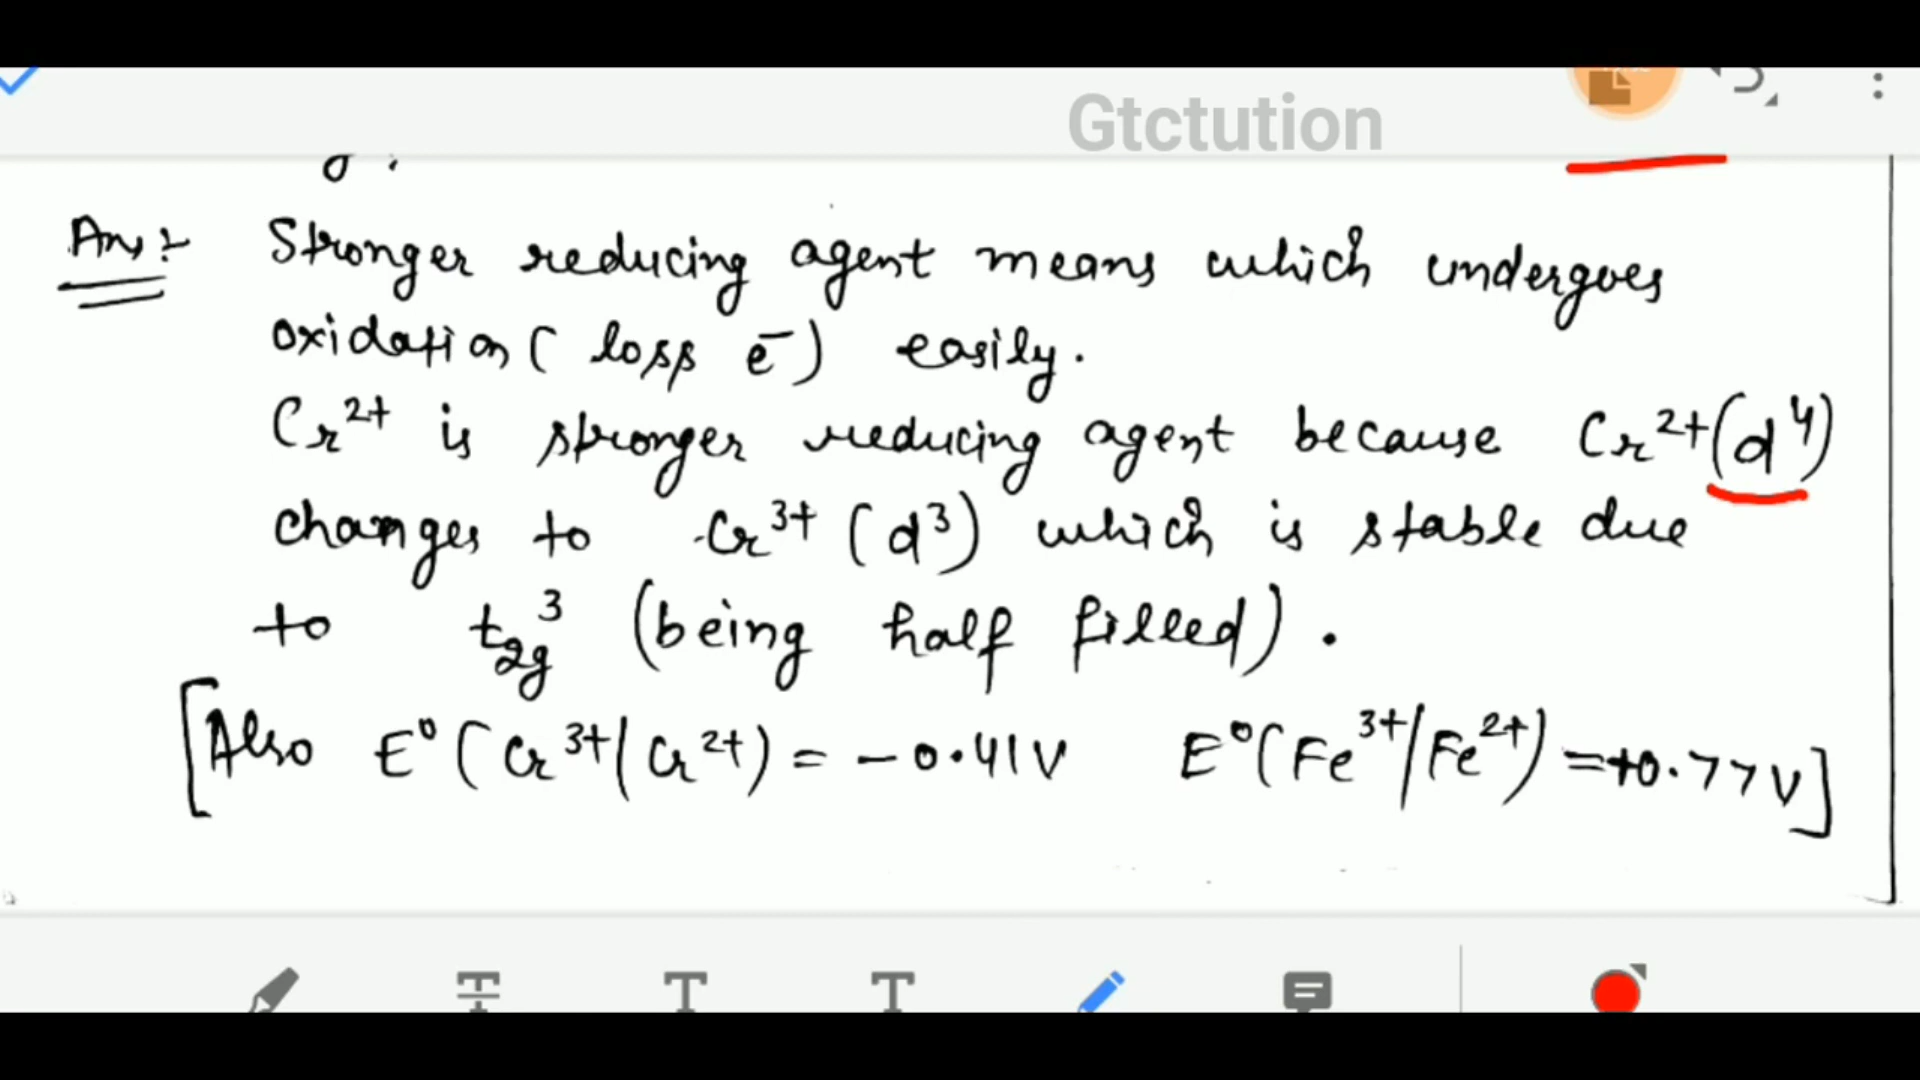 Gtctution
Ans:-
Stronger reducing agent means which undergoes
oxidation ( loss e⁻) easily.
Cr²⁺ is stronger reducing agent because Cr²⁺(d⁴)
changes to Cr³⁺ (d³) which is stable due
to t₂g³ (being half filled).
[Also E⁰ (Cr³⁺/Cr²⁺) = -0.41V E⁰(Fe³⁺/Fe²⁺) = +0.77V]